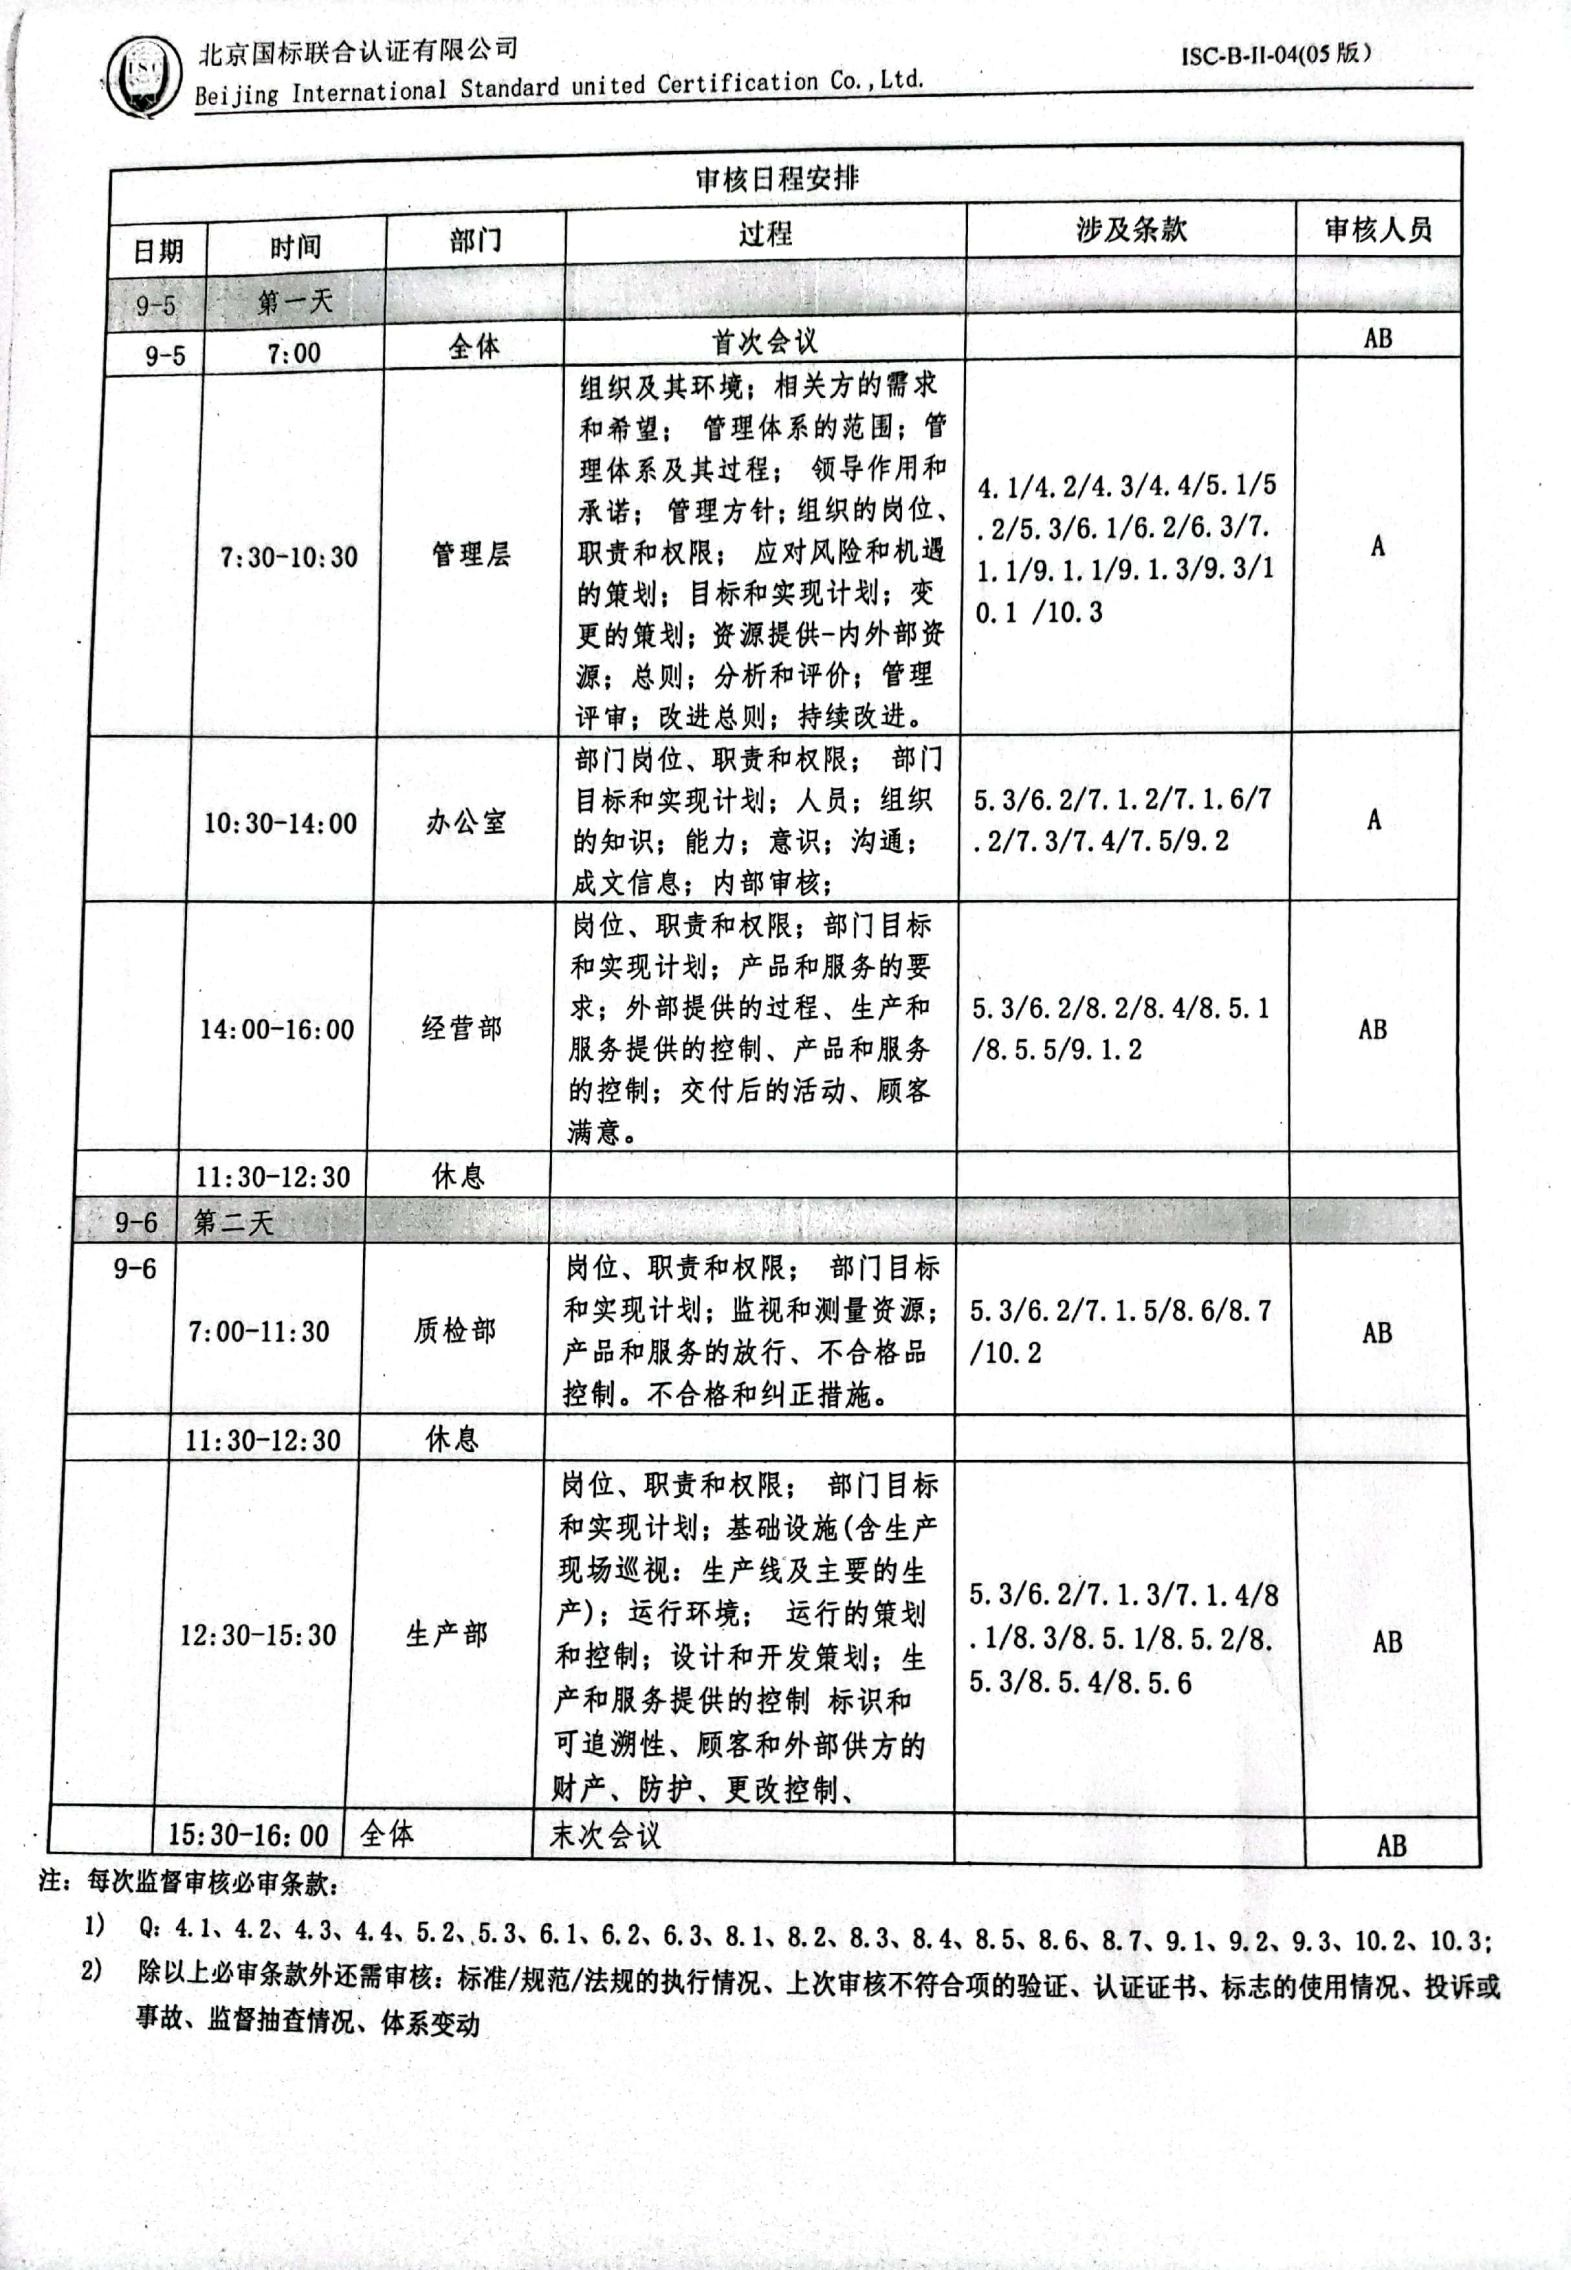 北京国标联合认证有限公司
ISC-B-II-04(05 版)
Beijing International Standard united Certification Co.,Ltd.
ISC
审核日程安排
日期 时间 部门 过程 涉及条款 审核人员
9-5 第一天
9-5 7:00 全体 首次会议 AB
7:30-10:30 管理层
组织及其环境；相关方的需求
和希望； 管理体系的范围；管
理体系及其过程； 领导作用和
承诺； 管理方针；组织的岗位、
职责和权限； 应对风险和机遇
的策划；目标和实现计划；变
更的策划；资源提供-内外部资
源；总则；分析和评价；管理
评审；改进总则；持续改进。
4.1/4.2/4.3/4.4/5.1/5
.2/5.3/6.1/6.2/6.3/7.
1.1/9.1.1/9.1.3/9.3/1
0.1 /10.3
A
10:30-14:00 办公室
部门岗位、职责和权限； 部门
目标和实现计划；人员；组织
的知识；能力；意识；沟通；
成文信息；内部审核；
5.3/6.2/7.1.2/7.1.6/7
.2/7.3/7.4/7.5/9.2
A
14:00-16:00 经营部
岗位、职责和权限；部门目标
和实现计划；产品和服务的要
求；外部提供的过程、生产和
服务提供的控制、产品和服务
的控制；交付后的活动、顾客
满意。
5.3/6.2/8.2/8.4/8.5.1
/8.5.5/9.1.2
AB
11:30-12:30 休息
9-6 第二天
9-6
7:00-11:30 质检部
岗位、职责和权限； 部门目标
和实现计划；监视和测量资源；
产品和服务的放行、不合格品
控制。不合格和纠正措施。
5.3/6.2/7.1.5/8.6/8.7
/10.2
AB
11:30-12:30 休息
12:30-15:30 生产部
岗位、职责和权限； 部门目标
和实现计划；基础设施(含生产
现场巡视：生产线及主要的生
产)；运行环境； 运行的策划
和控制；设计和开发策划；生
产和服务提供的控制 标识和
可追溯性、顾客和外部供方的
财产、防护、更改控制、
5.3/6.2/7.1.3/7.1.4/8
.1/8.3/8.5.1/8.5.2/8.
5.3/8.5.4/8.5.6
AB
15:30-16:00 全体 末次会议 AB
注：每次监督审核必审条款：
1) Q：4.1、4.2、4.3、4.4、5.2、5.3、6.1、6.2、6.3、8.1、8.2、8.3、8.4、8.5、8.6、8.7、9.1、9.2、9.3、10.2、10.3；
2) 除以上必审条款外还需审核：标准/规范/法规的执行情况、上次审核不符合项的验证、认证证书、标志的使用情况、投诉或
事故、监督抽查情况、体系变动